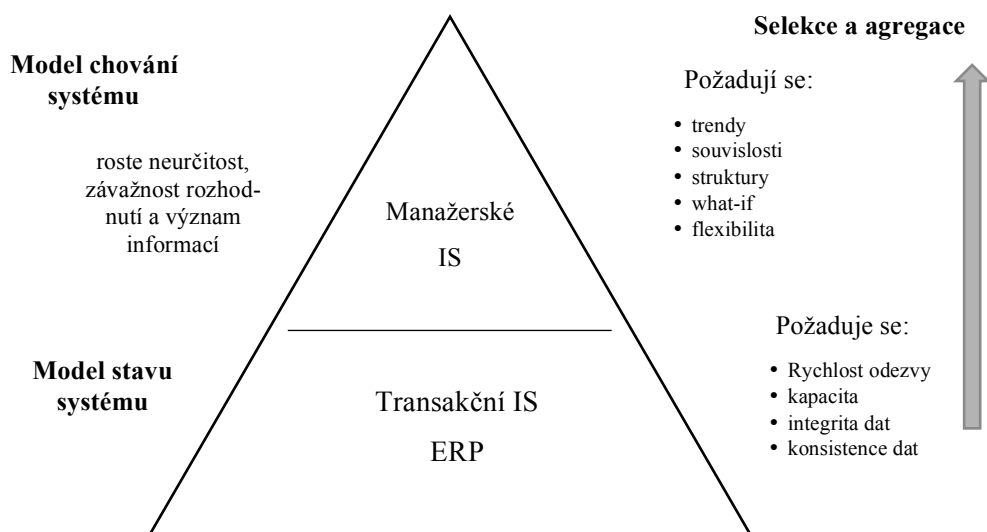 Selekce a agregace
Model chování
systému
Požadují se:
• trendy
• souvislosti
• struktury
• what-if
• flexibilita
roste neurčitost,
závažnost rozhod-
nutí a význam
informací
Manažerské
IS
Požaduje se:
• Rychlost odezvy
• kapacita
• integrita dat
• konsistence dat
Model stavu
systému
Transakční IS
ERP